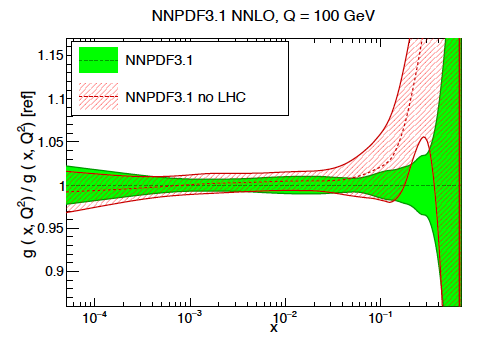 NNPDF3.1 NNLO, Q = 100 GeV
g ( x, Q²) / g ( x, Q²) [ref]
1.15
1.1
1.05
1
0.95
0.9
NNPDF3.1
NNPDF3.1 no LHC
10⁻⁴ 10⁻³ 10⁻² 10⁻¹
x